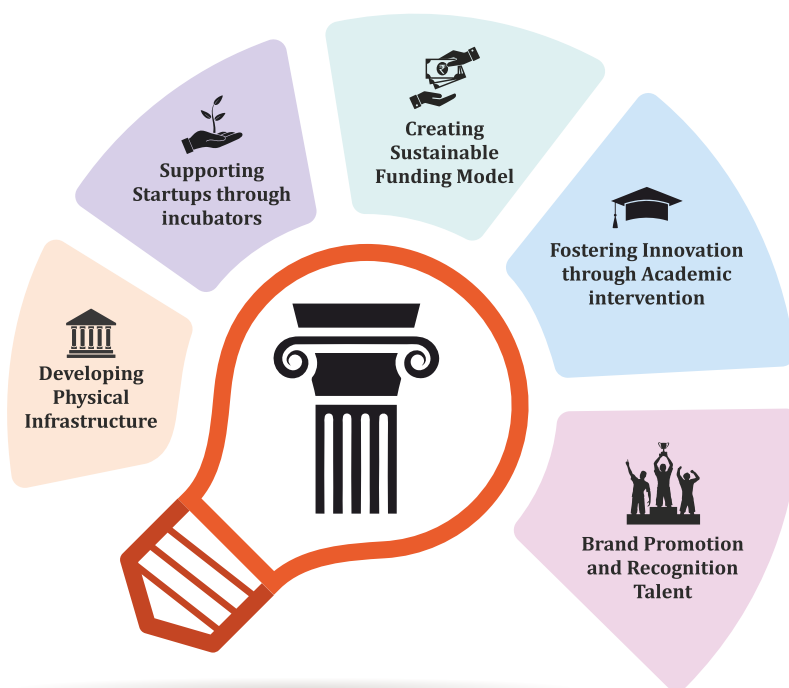 Developing
Physical
Infrastructure
Supporting
Startups through
incubators
Creating
Sustainable
Funding Model
Fostering Innovation
through Academic
intervention
Brand Promotion
and Recognition
Talent